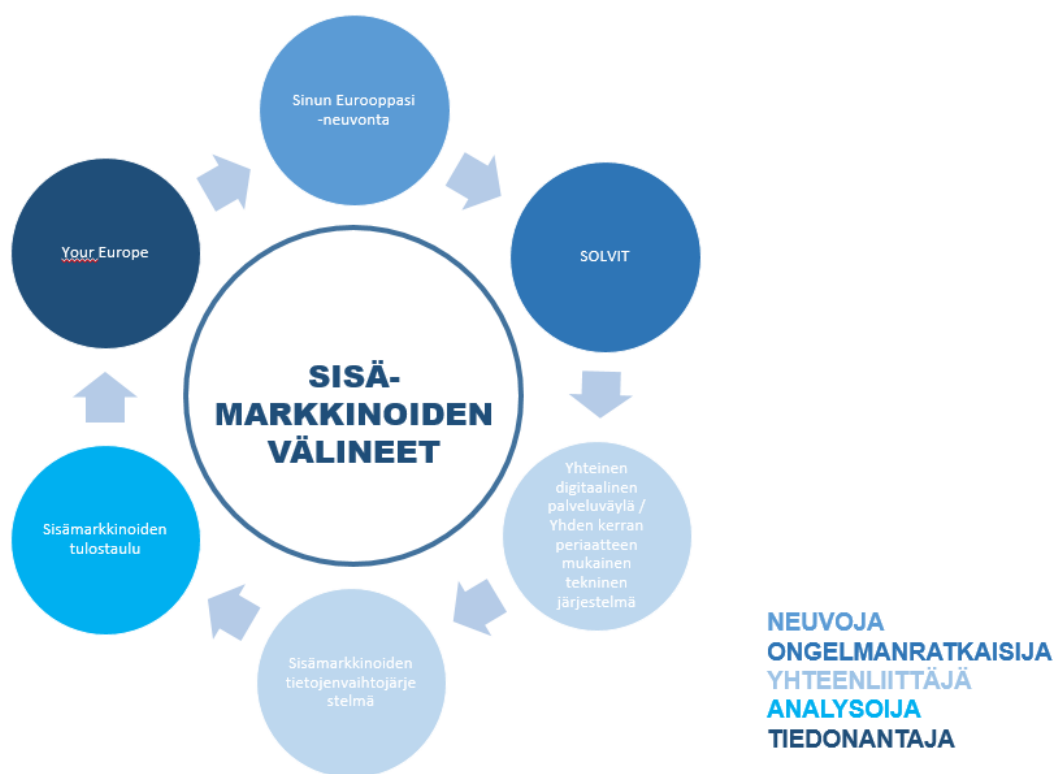 Sinun Eurooppasi
-neuvonta
Your Europe
SOLVIT
SISÄ-
MARKKINOIDEN
VÄLINEET
Sisämarkkinoiden
tulostaulu
Yhteinen
digitaalinen
palveluväylä /
Yhden kerran
periaatteen
mukainen
tekninen
järjestelmä
Sisämarkkinoiden
tietojenvaihtojärje
stelmä
NEUVOJA
ONGELMANRATKAISIJA
YHTEENLIITTÄJÄ
ANALYSOIJA
TIEDONANTAJA